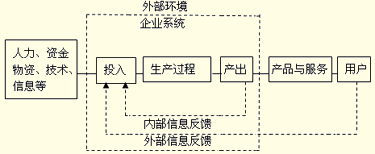 外部环境
企业系统
人力、资金
物资、技术、
信息等
投入
生产过程
产出
产品与服务
用户
内部信息反馈
外部信息反馈